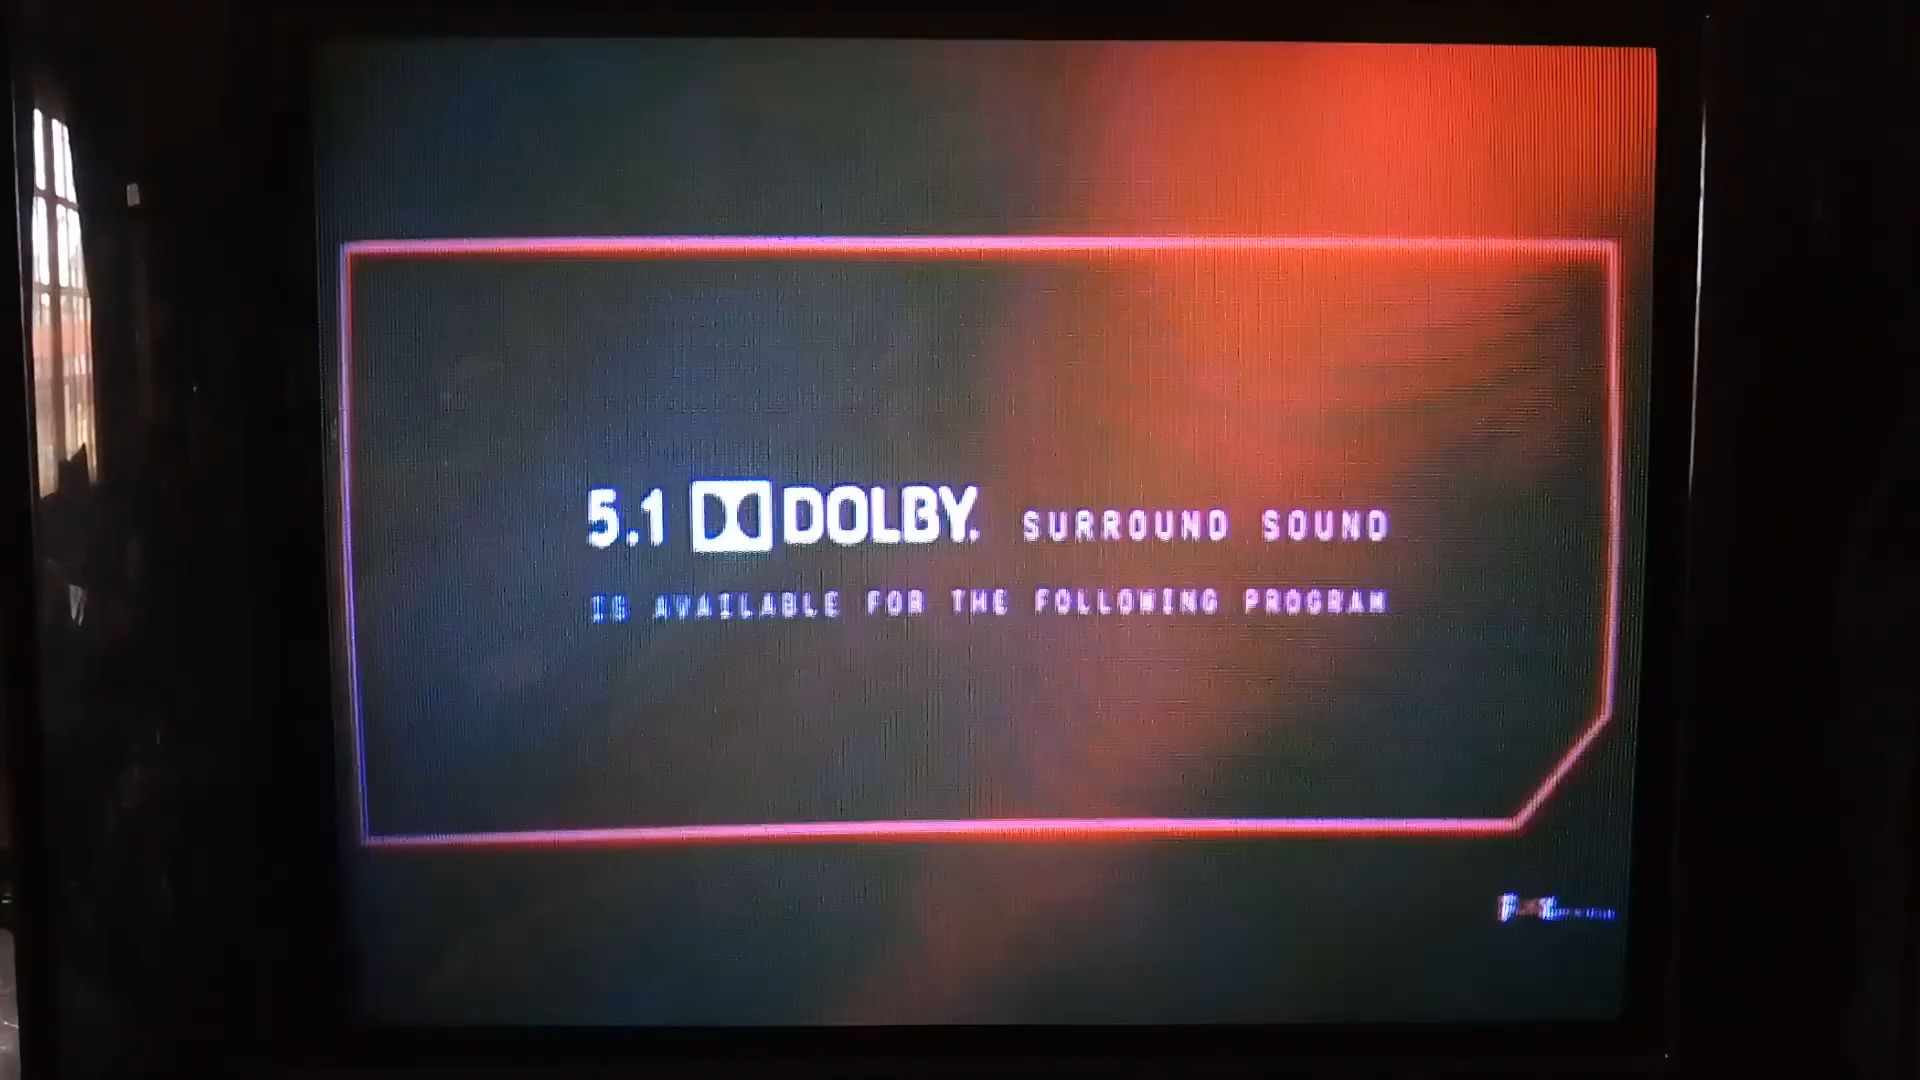 5.1 DOLBY. SURROUND SOUND
IS AVAILABLE FOR THE FOLLOWING PROGRAM